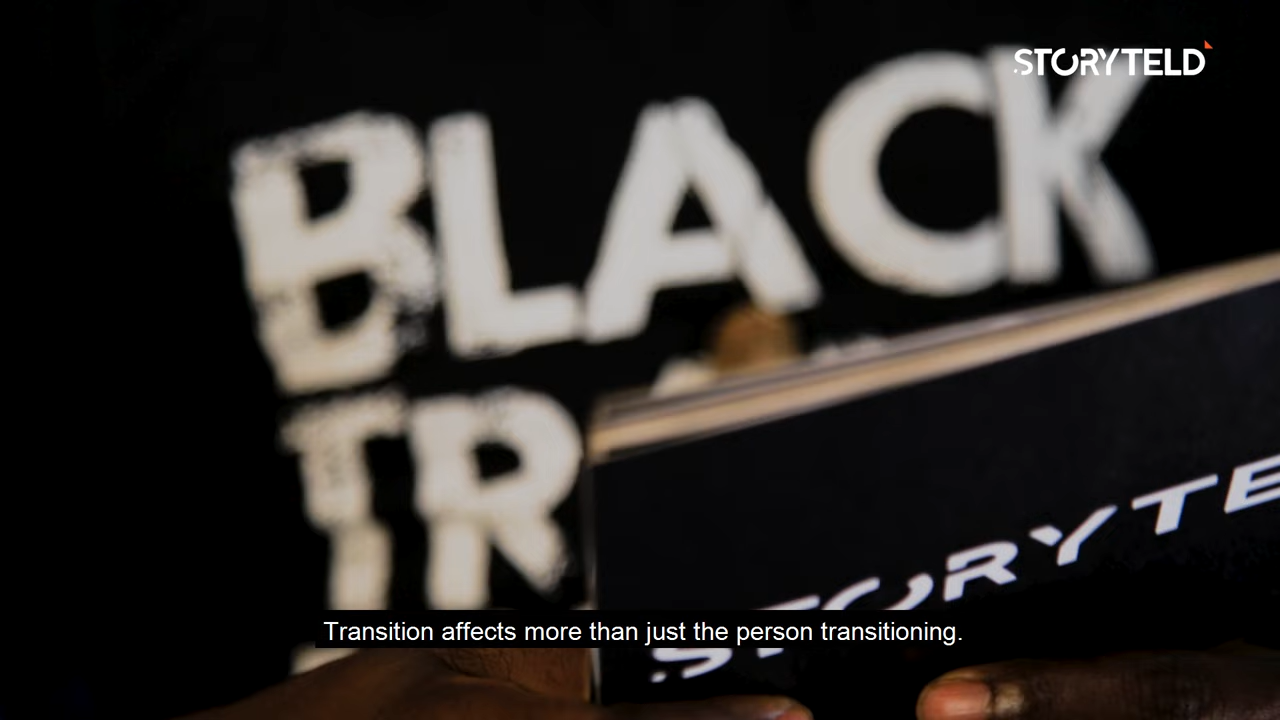 STORYTELD
BLACK
TR
STORYTE
Transition affects more than just the person transitioning.